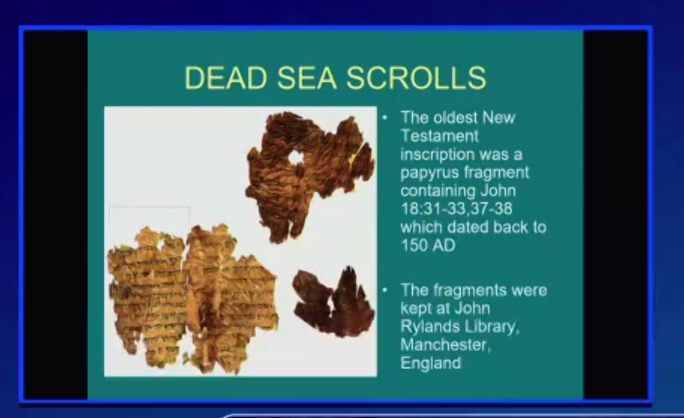 DEAD SEA SCROLLS
• The oldest New
Testament
inscription was a
papyrus fragment
containing John
18:31-33,37-38
which dated back to
150 AD
• The fragments were
kept at John
Rylands Library,
Manchester,
England